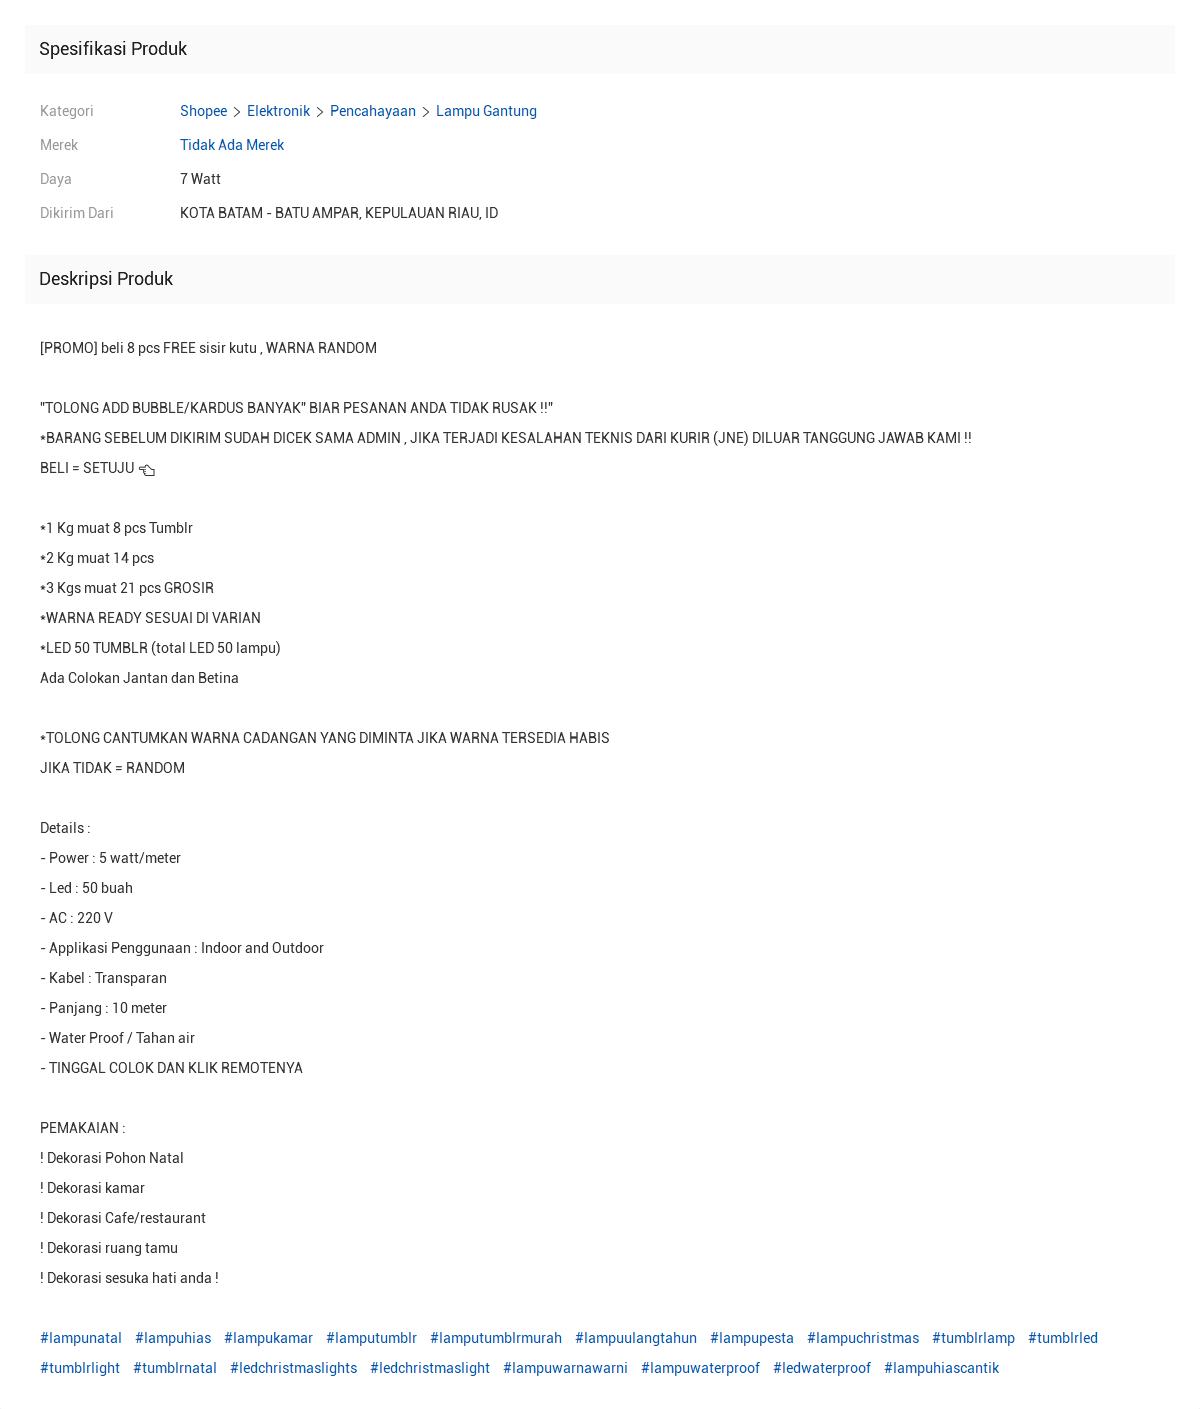 Spesifikasi Produk
Kategori Shopee > Elektronik > Pencahayaan > Lampu Gantung
Merek Tidak Ada Merek
Daya 7 Watt
Dikirim Dari KOTA BATAM - BATU AMPAR, KEPULAUAN RIAU, ID
Deskripsi Produk
[PROMO] beli 8 pcs FREE sisir kutu , WARNA RANDOM
"TOLONG ADD BUBBLE/KARDUS BANYAK" BIAR PESANAN ANDA TIDAK RUSAK !!"
*BARANG SEBELUM DIKIRIM SUDAH DICEK SAMA ADMIN , JIKA TERJADI KESALAHAN TEKNIS DARI KURIR (JNE) DILUAR TANGGUNG JAWAB KAMI !!
BELI = SETUJU 👈
*1 Kg muat 8 pcs Tumblr
*2 Kg muat 14 pcs
*3 Kgs muat 21 pcs GROSIR
*WARNA READY SESUAI DI VARIAN
*LED 50 TUMBLR (total LED 50 lampu)
Ada Colokan Jantan dan Betina
*TOLONG CANTUMKAN WARNA CADANGAN YANG DIMINTA JIKA WARNA TERSEDIA HABIS
JIKA TIDAK = RANDOM
Details :
- Power : 5 watt/meter
- Led : 50 buah
- AC : 220 V
- Applikasi Penggunaan : Indoor and Outdoor
- Kabel : Transparan
- Panjang : 10 meter
- Water Proof / Tahan air
- TINGGAL COLOK DAN KLIK REMOTENYA
PEMAKAIAN :
! Dekorasi Pohon Natal
! Dekorasi kamar
! Dekorasi Cafe/restaurant
! Dekorasi ruang tamu
! Dekorasi sesuka hati anda !
#lampunatal #lampuhias #lampukamar #lamputumblr #lamputumblrmurah #lampuulangtahun #lampupesta #lampuchristmas #tumblrlamp #tumblrled
#tumblrlight #tumblrnatal #ledchristmaslights #ledchristmaslight #lampuwarnawarni #lampuwaterproof #ledwaterproof #lampuhiascantik